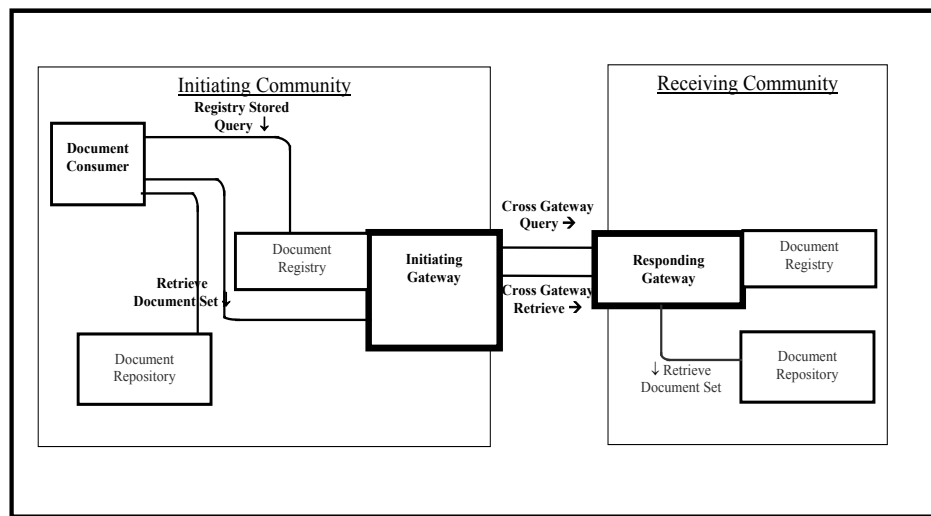 Initiating Community
Receiving Community
Registry Stored
Query ↓
Document
Consumer
Document
Registry
Initiating
Gateway
Retrieve
Document Set ↓
Document
Repository
Cross Gateway
Query →
Cross Gateway
Retrieve →
Responding
Gateway
Document
Registry
↓ Retrieve
Document Set
Document
Repository